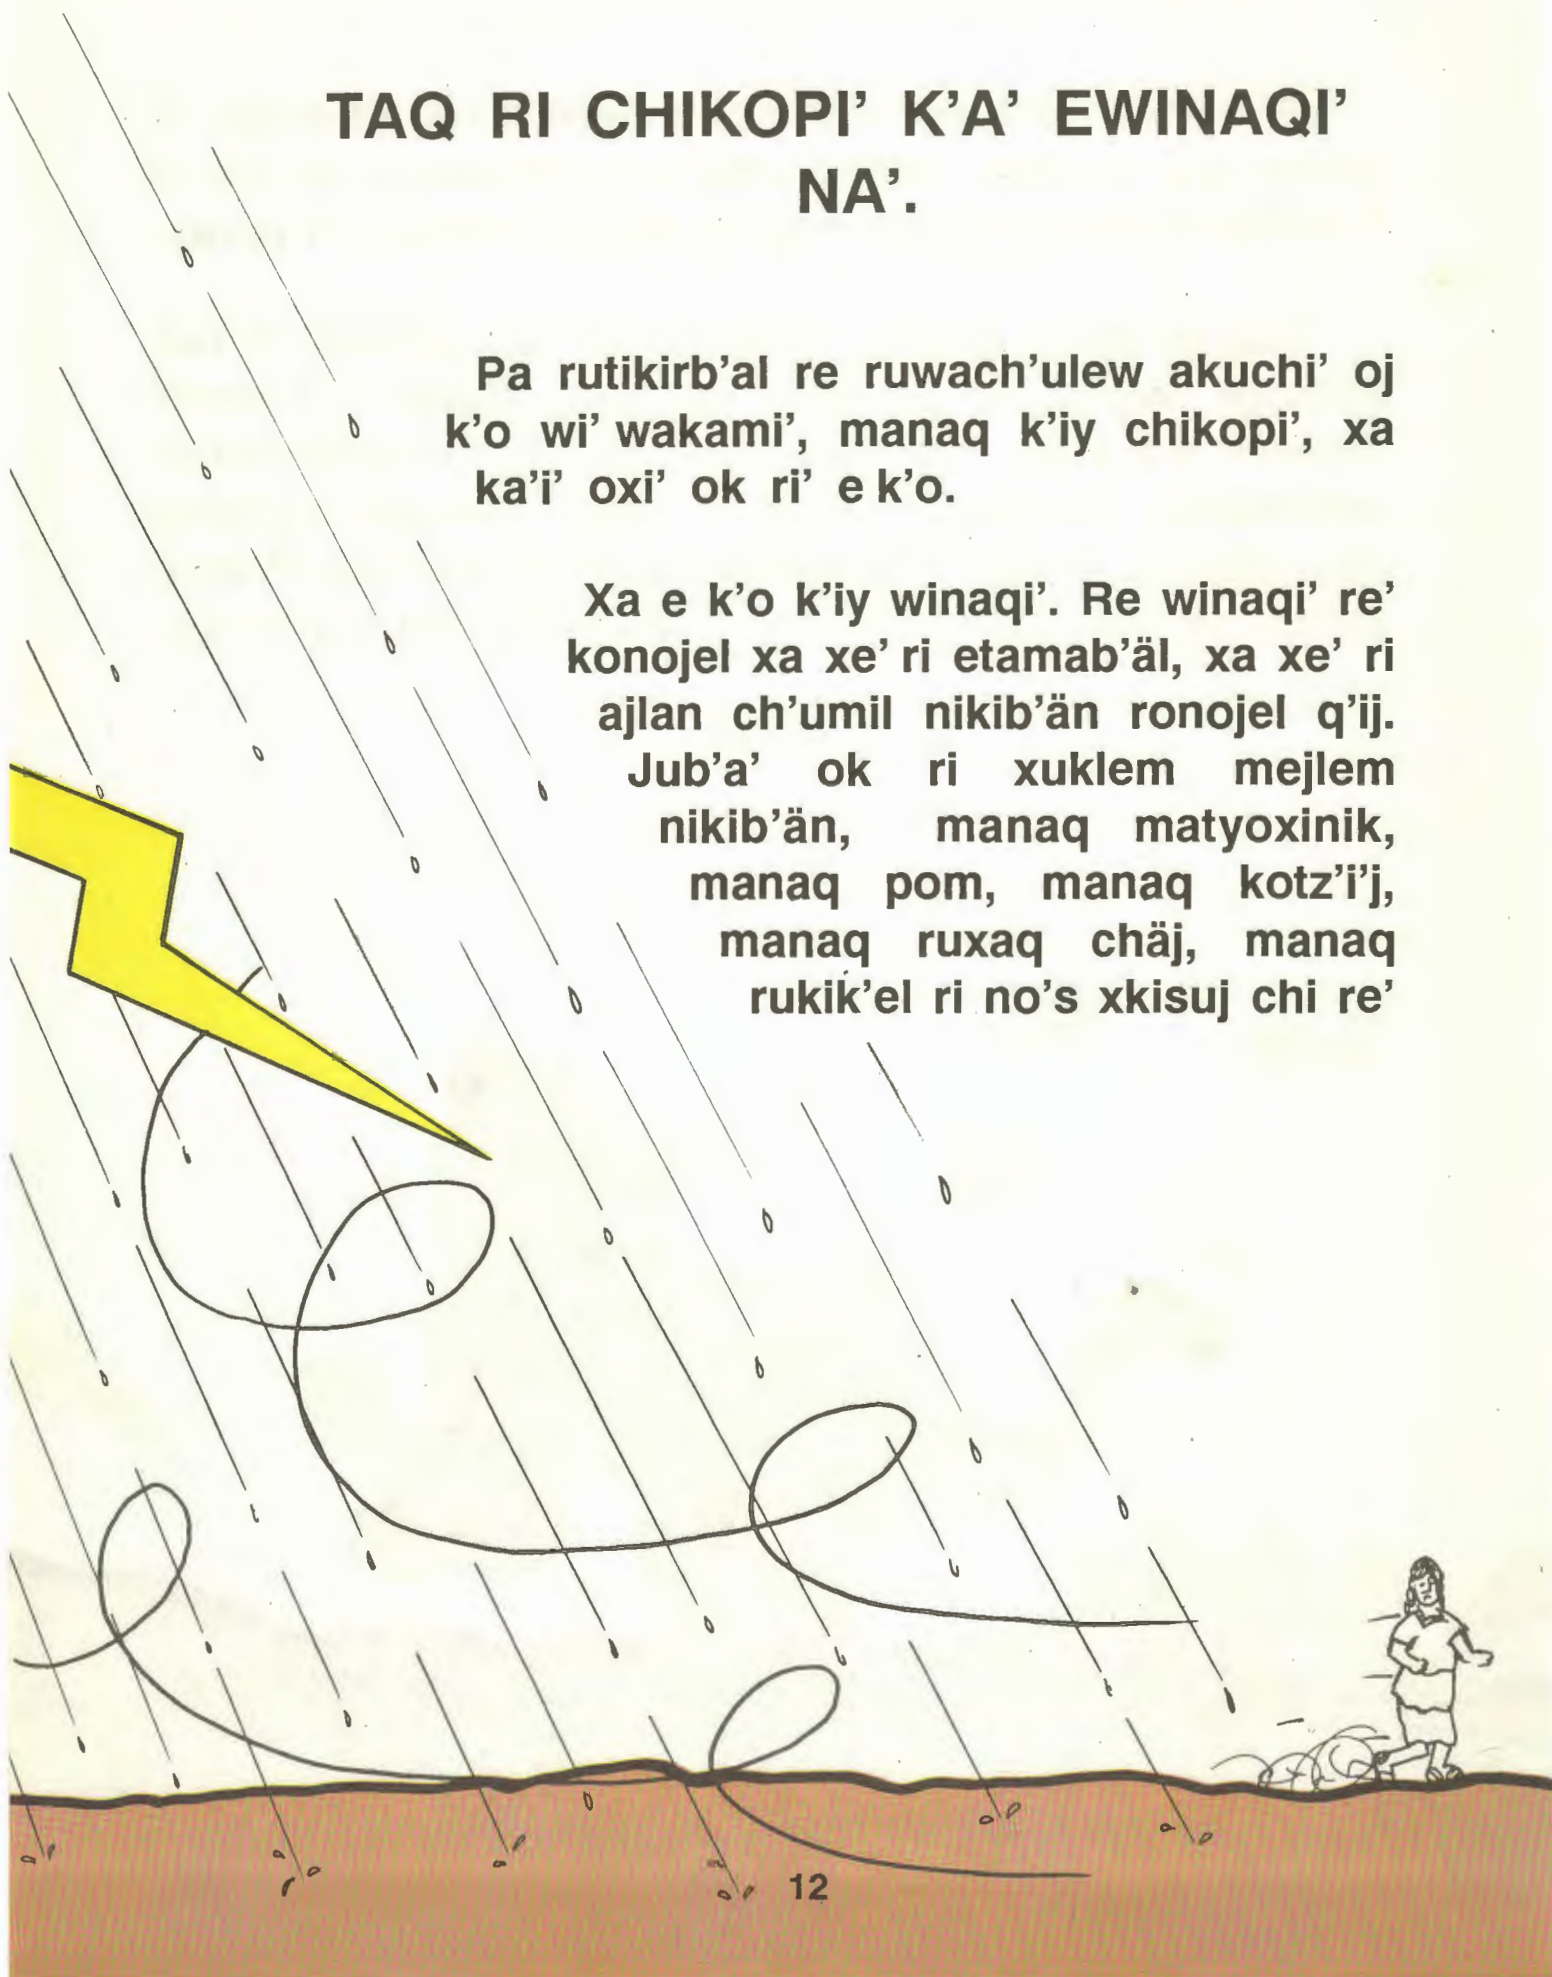 TAQ RI CHIKOPI’ K’A’ EWINAQI’
NA’.
Pa rutikirb’al re ruwach’ulew akuchi’ oj
k’o wi’ wakami’, manaq k’iy chikopi’, xa
ka’i’ oxi’ ok ri’ e k’o.
Xa e k’o k’iy winaqi’. Re winaqi’ re’
konojel xa xe’ ri etamab’äl, xa xe’ ri
ajlan ch’umil nikib’än ronojel q’ij.
Jub’a’ ok ri xuklem mejlem
nikib’än, manaq matyoxinik,
manaq pom, manaq kotz’i’j,
manaq ruxaq chäj, manaq
rukik’el ri no’s xkisuj chi re’
12